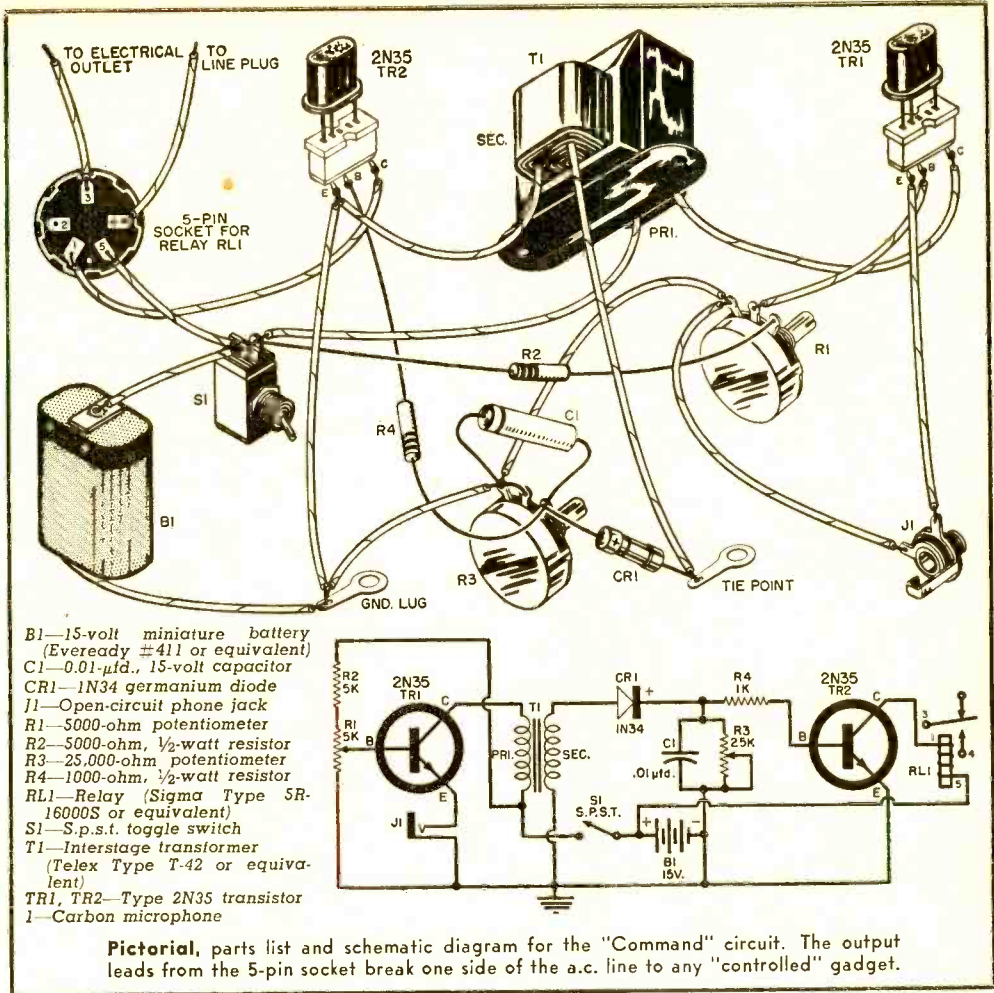 TO ELECTRICAL
OUTLET
TO
LINE PLUG
2N35
TR2
T1
2N35
TR1
SEC.
E
B
C
E
B
C
3
2
5
5-PIN
SOCKET FOR
RELAY RL1
PRI.
R1
R2
S1
C1
R4
B1
R3
+
CR1
J1
GND. LUG
TIE POINT
B1—15-volt miniature battery
(Eveready #411 or equivalent)
C1—0.01-μfd., 15-volt capacitor
CR1—1N34 germanium diode
J1—Open-circuit phone jack
R1—5000-ohm potentiometer
R2—5000-ohm, ½-watt resistor
R3—25,000-ohm potentiometer
R4—1000-ohm, ½-watt resistor
RL1—Relay (Sigma Type 5R-
16000S or equivalent)
S1—S.p.s.t. toggle switch
T1—Interstage transformer
(Telex Type T-42 or equiva-
lent)
TR1, TR2—Type 2N35 transistor
1—Carbon microphone
R2
5K
R1
5K
2N35
TR1
C
B
E
J1
T1
PRI.
SEC.
CR1
+
1N34
C1
.01μfd.
R3
25K
R4
1K
S1
S.P.S.T.
+
−
B1
15V.
2N35
TR2
C
B
E
3
1
4
RL1
5
Pictorial, parts list and schematic diagram for the "Command" circuit. The output
leads from the 5-pin socket break one side of the a.c. line to any "controlled" gadget.